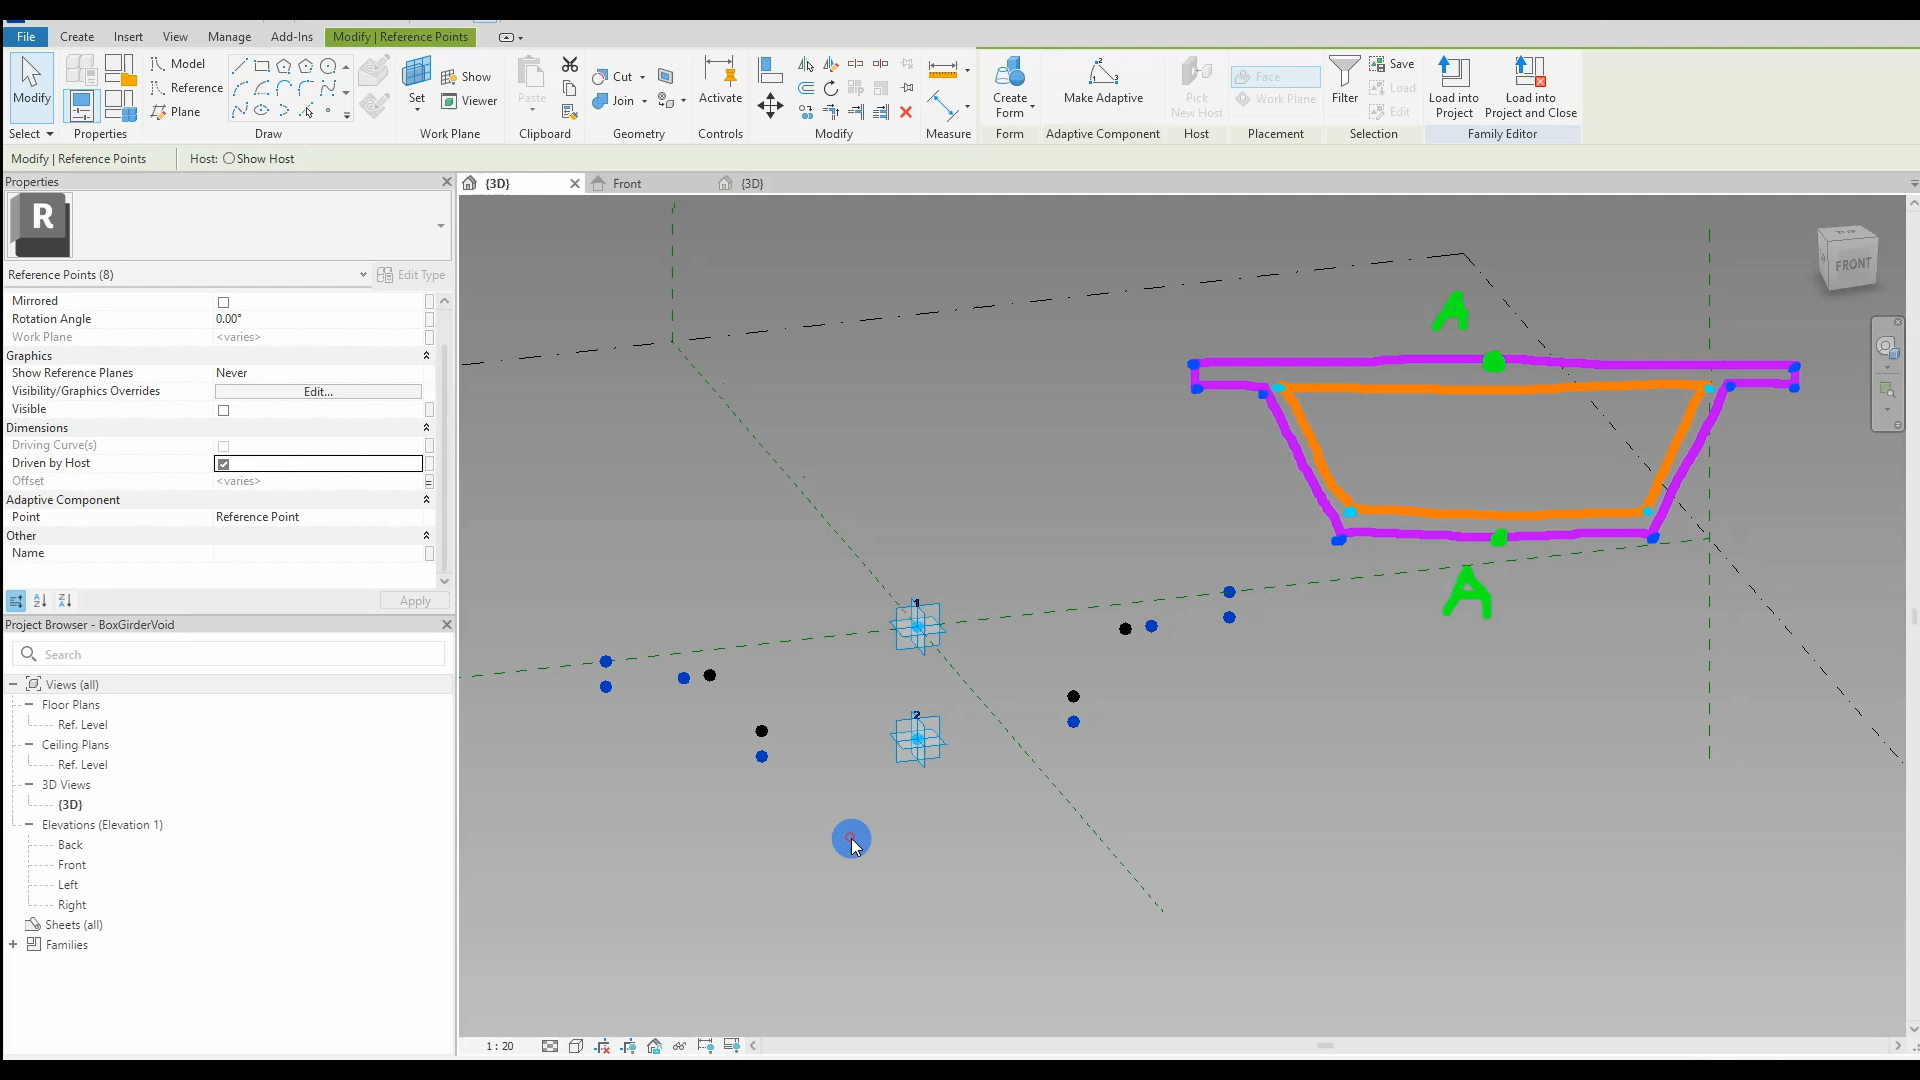 File Create Insert View Manage Add-Ins Modify | Reference Points
Modify
Select
Properties
Model
Reference
Plane
Draw
Set
Show
Viewer
Work Plane
Paste
Clipboard
Cut
Join
Geometry
Activate
Controls
Modify
Measure
Create
Form
Form
Make Adaptive
Adaptive Component
Pick
New Host
Host
Face
Work Plane
Placement
Filter
Save
Load
Edit
Selection
Load into
Project
Load into
Project and Close
Family Editor
Modify | Reference Points Host: Show Host
Properties
R
Reference Points (8) Edit Type
Mirrored
Rotation Angle 0.00°
Work Plane <varies>
Graphics
Show Reference Planes Never
Visibility/Graphics Overrides Edit...
Visible
Dimensions
Driving Curve(s)
Driven by Host
Offset <varies>
Adaptive Component
Point Reference Point
Other
Name
Apply
Project Browser - BoxGirderVoid
Search
Views (all)
Floor Plans
Ref. Level
Ceiling Plans
Ref. Level
3D Views
{3D}
Elevations (Elevation 1)
Back
Front
Left
Right
Sheets (all)
Families
{3D} Front {3D}
TOP
FRONT
A
A
1
2
1 : 20